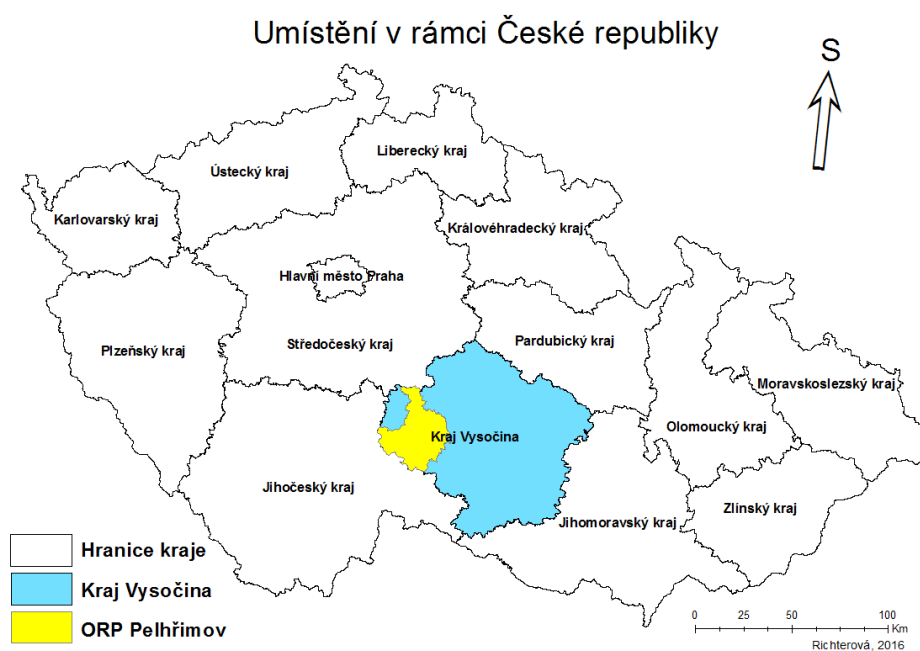 Umístění v rámci České republiky
S
Liberecký kraj
Ústecký kraj
Karlovarský kraj
Královéhradecký kraj
Hlavní město Praha
Pardubický kraj
Středočeský kraj
Plzeňský kraj
Moravskoslezský kraj
Olomoucký kraj
Kraj Vysočina
Jihočeský kraj
Zlínský kraj
Jihomoravský kraj
Hranice kraje
Kraj Vysočina
ORP Pelhřimov
0 25 50 100
Km
Richterová, 2016